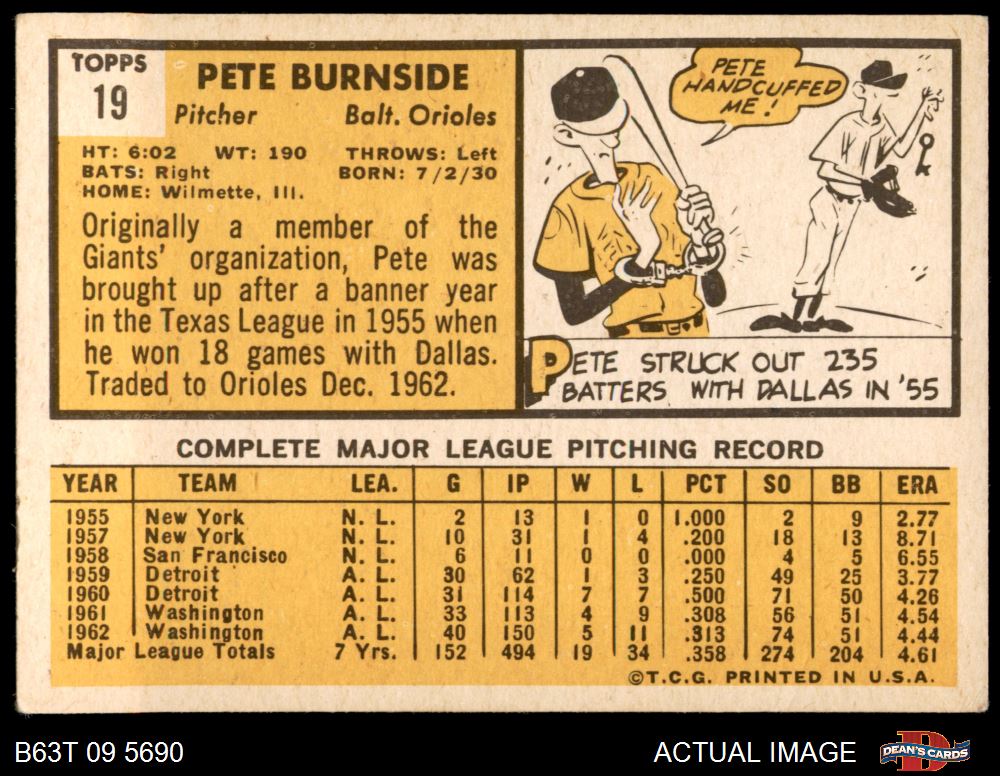 TOPPS
19
PETE BURNSIDE
Pitcher Balt. Orioles
HT: 6:02 WT: 190 THROWS: Left
BATS: Right BORN: 7/2/30
HOME: Wilmette, Ill.
Originally a member of the
Giants' organization, Pete was
brought up after a banner year
in the Texas League in 1955 when
he won 18 games with Dallas.
Traded to Orioles Dec. 1962.
PETE
HANDCUFFED
ME!
PETE STRUCK OUT 235
BATTERS WITH DALLAS IN '55
COMPLETE MAJOR LEAGUE PITCHING RECORD
YEAR TEAM LEA. G IP W L PCT SO BB ERA
1955 New York N. L. 2 13 1 0 1.000 2 9 2.77
1957 New York N. L. 10 31 1 4 .200 18 13 8.71
1958 San Francisco N. L. 6 11 0 0 .000 4 5 6.55
1959 Detroit A. L. 30 62 1 3 .250 49 25 3.77
1960 Detroit A. L. 31 114 7 7 .500 71 50 4.26
1961 Washington A. L. 33 113 4 9 .308 56 51 4.54
1962 Washington A. L. 40 150 5 11 .313 74 51 4.44
Major League Totals 7 Yrs. 152 494 19 34 .358 274 204 4.61
©T.C.G. PRINTED IN U.S.A.
B63T 09 5690 ACTUAL IMAGE D DEAN'S CARDS